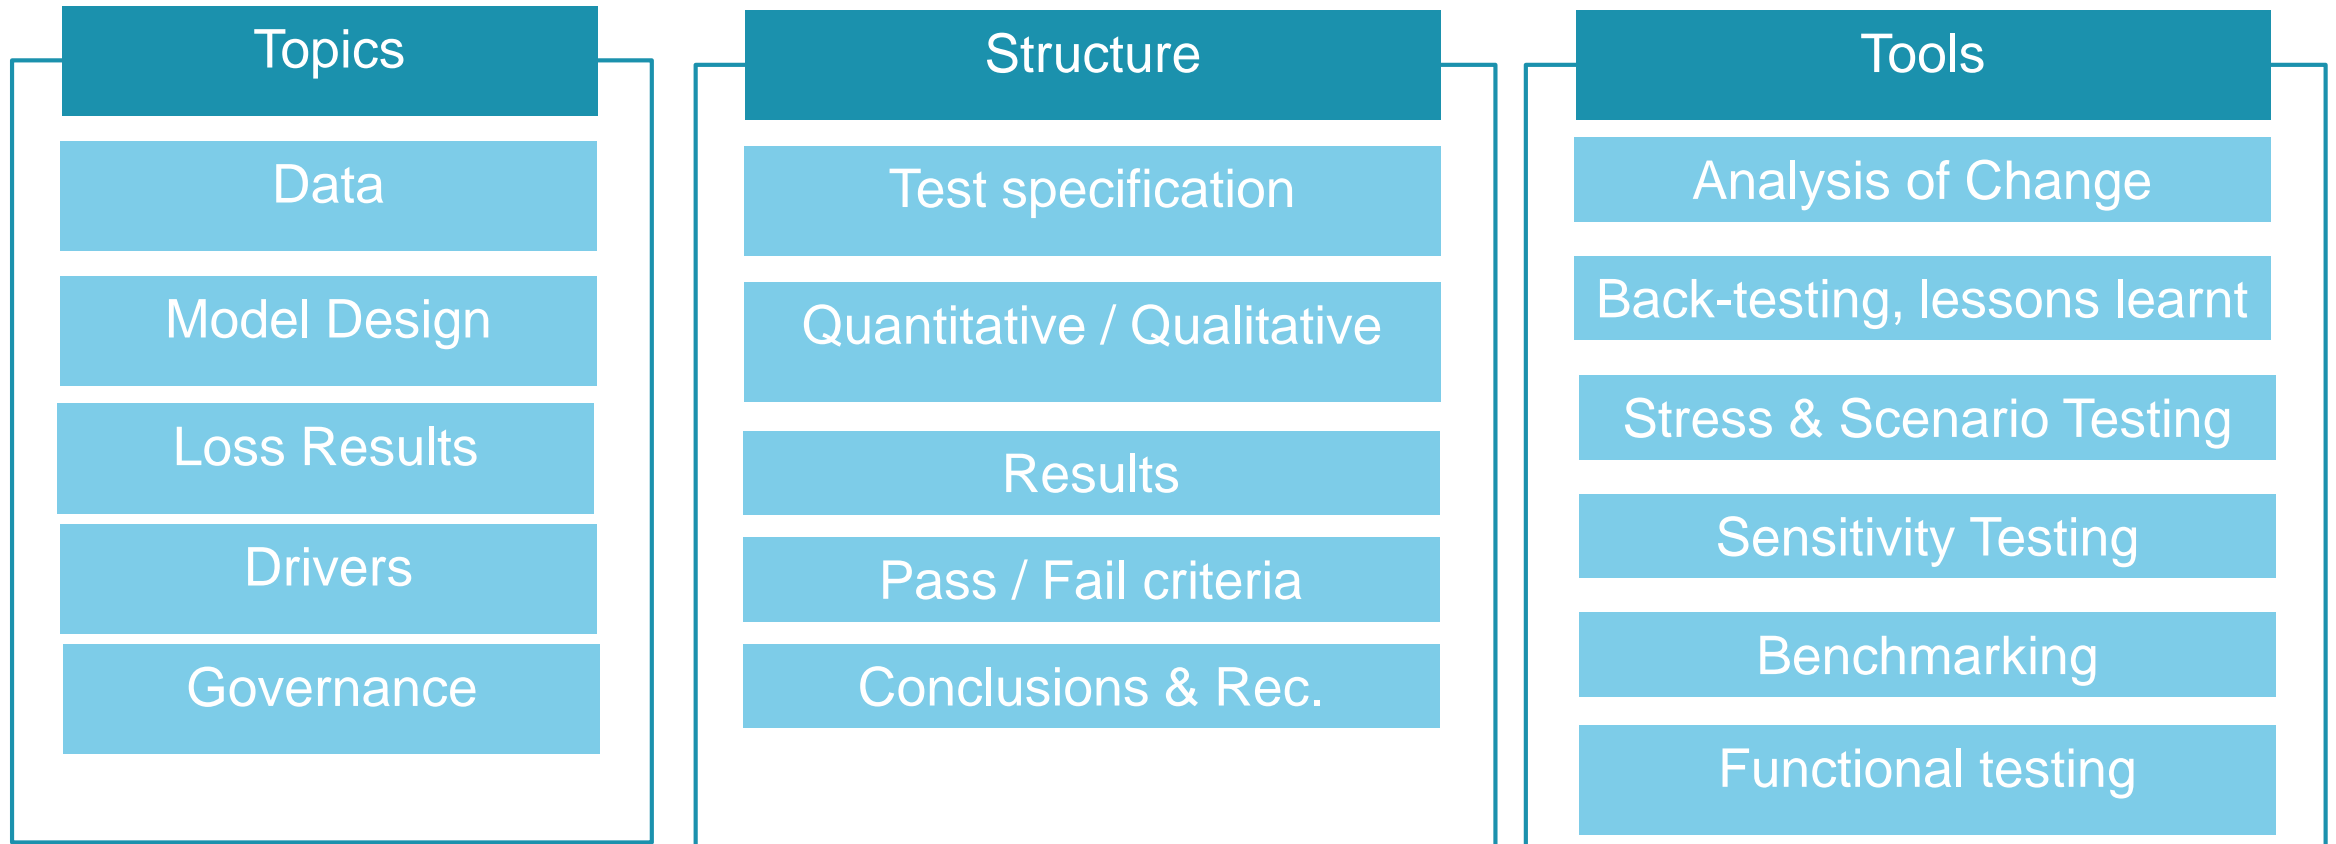 Topics
Data
Model Design
Loss Results
Drivers
Governance
Structure
Test specification
Quantitative / Qualitative
Results
Pass / Fail criteria
Conclusions & Rec.
Tools
Analysis of Change
Back-testing, lessons learnt
Stress & Scenario Testing
Sensitivity Testing
Benchmarking
Functional testing